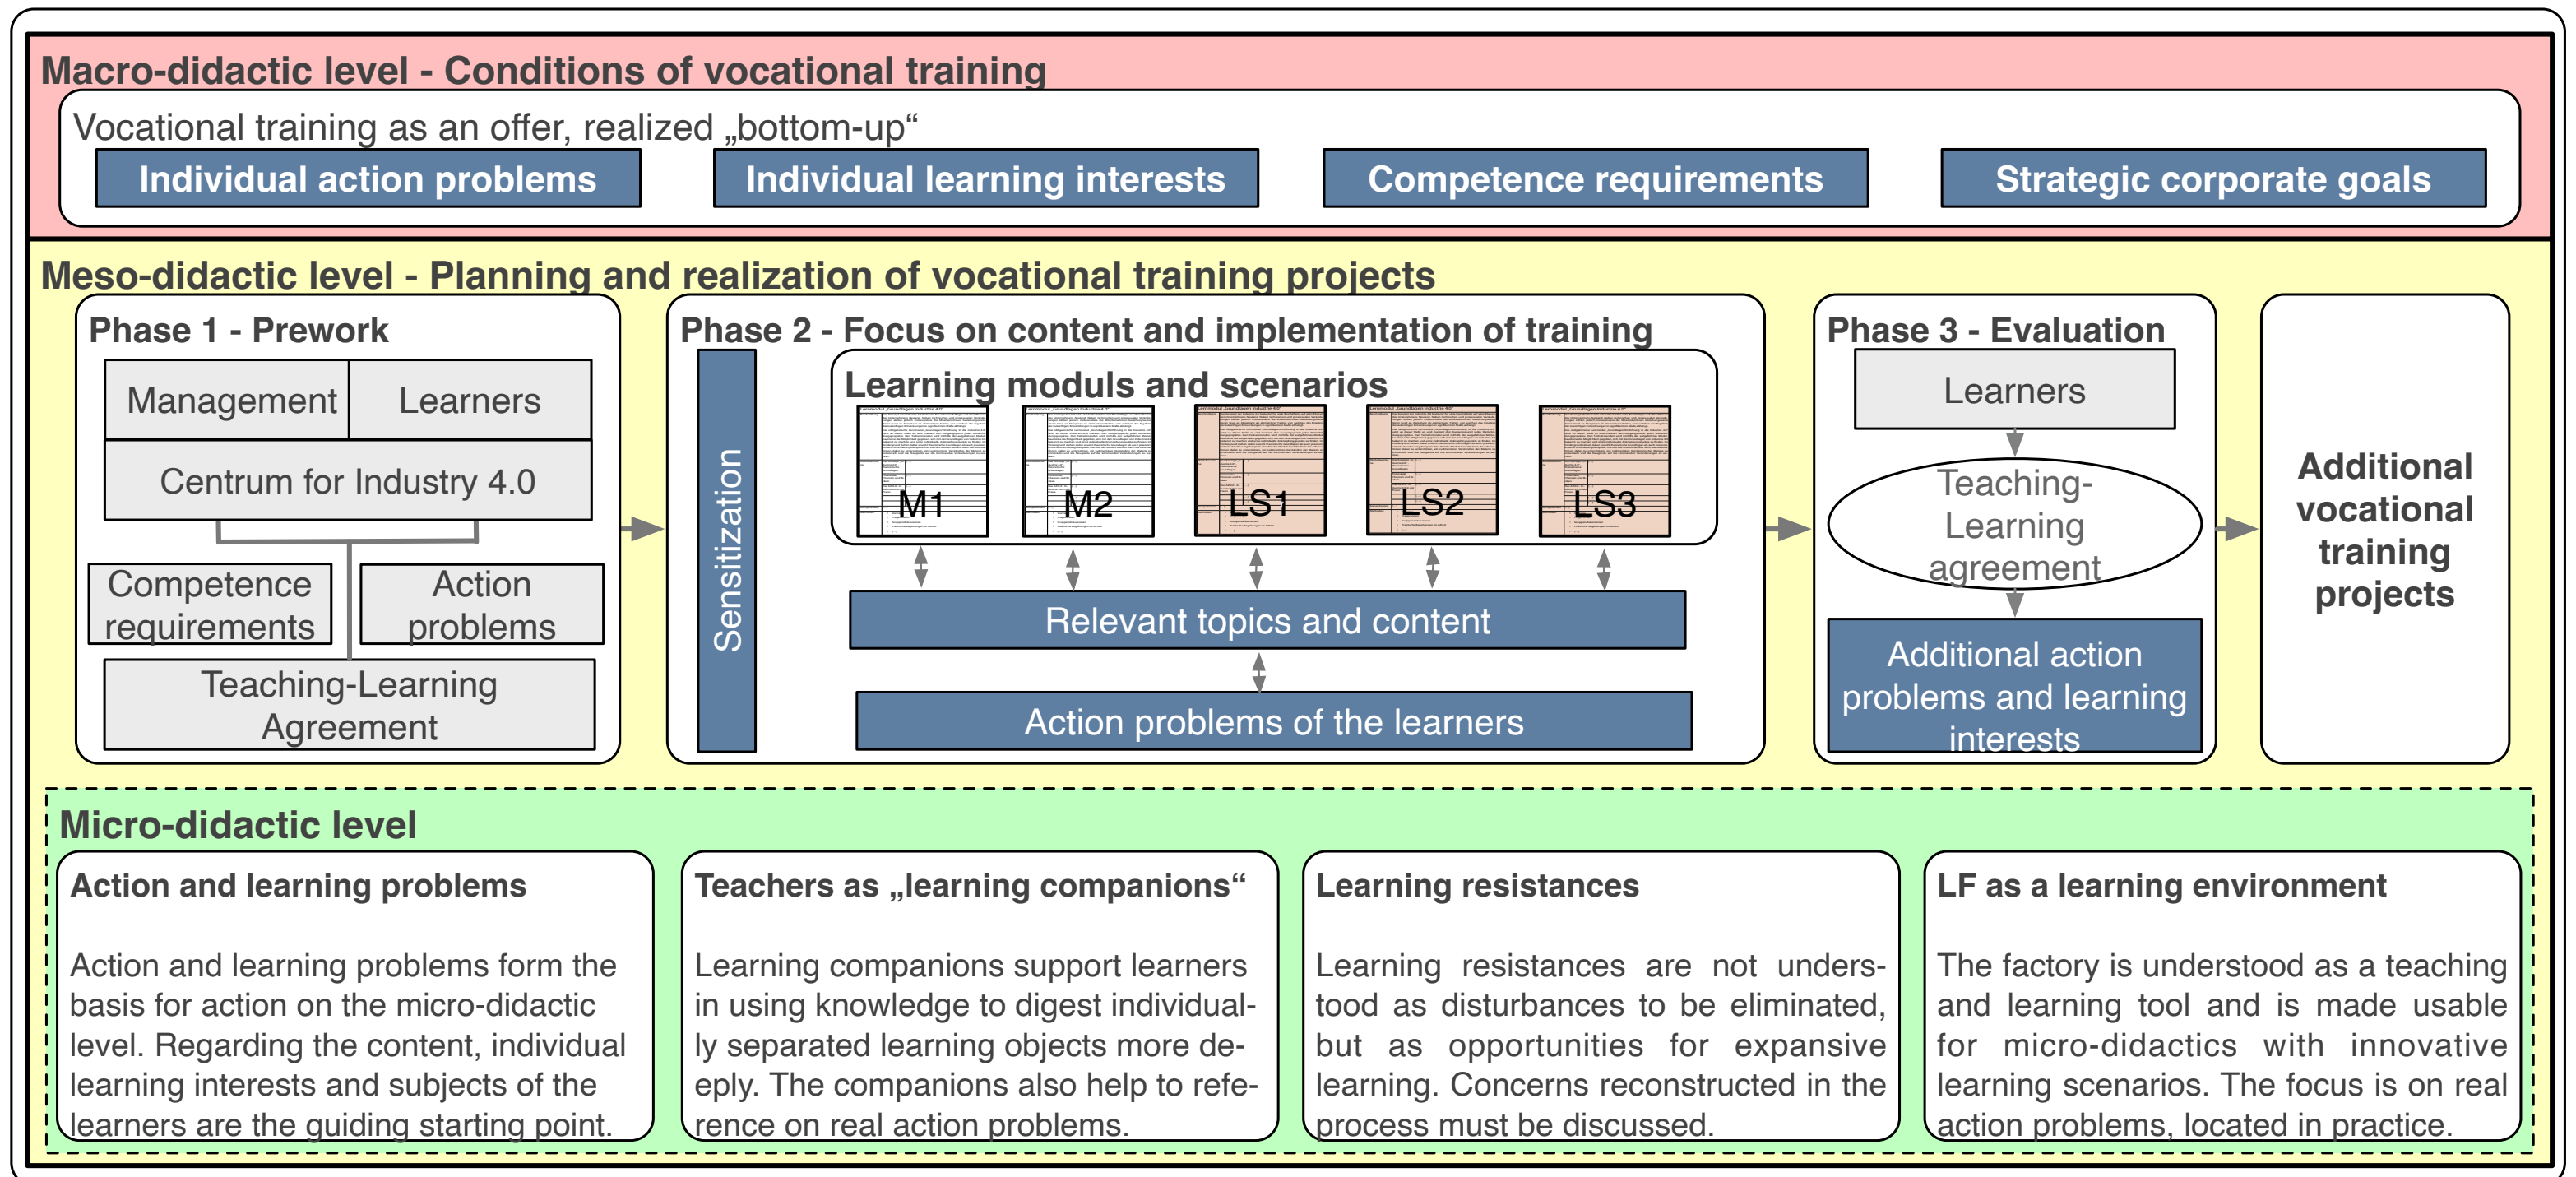 Macro-didactic level - Conditions of vocational training
Vocational training as an offer, realized „bottom-up“
Individual action problems
Individual learning interests
Competence requirements
Strategic corporate goals
Meso-didactic level - Planning and realization of vocational training projects
Phase 1 - Prework
Management
Learners
Centrum for Industry 4.0
Competence
requirements
Action
problems
Teaching-Learning
Agreement
Phase 2 - Focus on content and implementation of training
Sensitization
Learning moduls and scenarios
M1
M2
LS1
LS2
LS3
Relevant topics and content
Action problems of the learners
Phase 3 - Evaluation
Learners
Teaching-
Learning
agreement
Additional action
problems and learning
interests
Additional
vocational
training
projects
Micro-didactic level
Action and learning problems
Action and learning problems form the
basis for action on the micro-didactic
level. Regarding the content, individual
learning interests and subjects of the
learners are the guiding starting point.
Teachers as „learning companions“
Learning companions support learners
in using knowledge to digest individual-
ly separated learning objects more de-
eply. The companions also help to refe-
rence on real action problems.
Learning resistances
Learning resistances are not unders-
tood as disturbances to be eliminated,
but as opportunities for expansive
learning. Concerns reconstructed in the
process must be discussed.
LF as a learning environment
The factory is understood as a teaching
and learning tool and is made usable
for micro-didactics with innovative
learning scenarios. The focus is on real
action problems, located in practice.